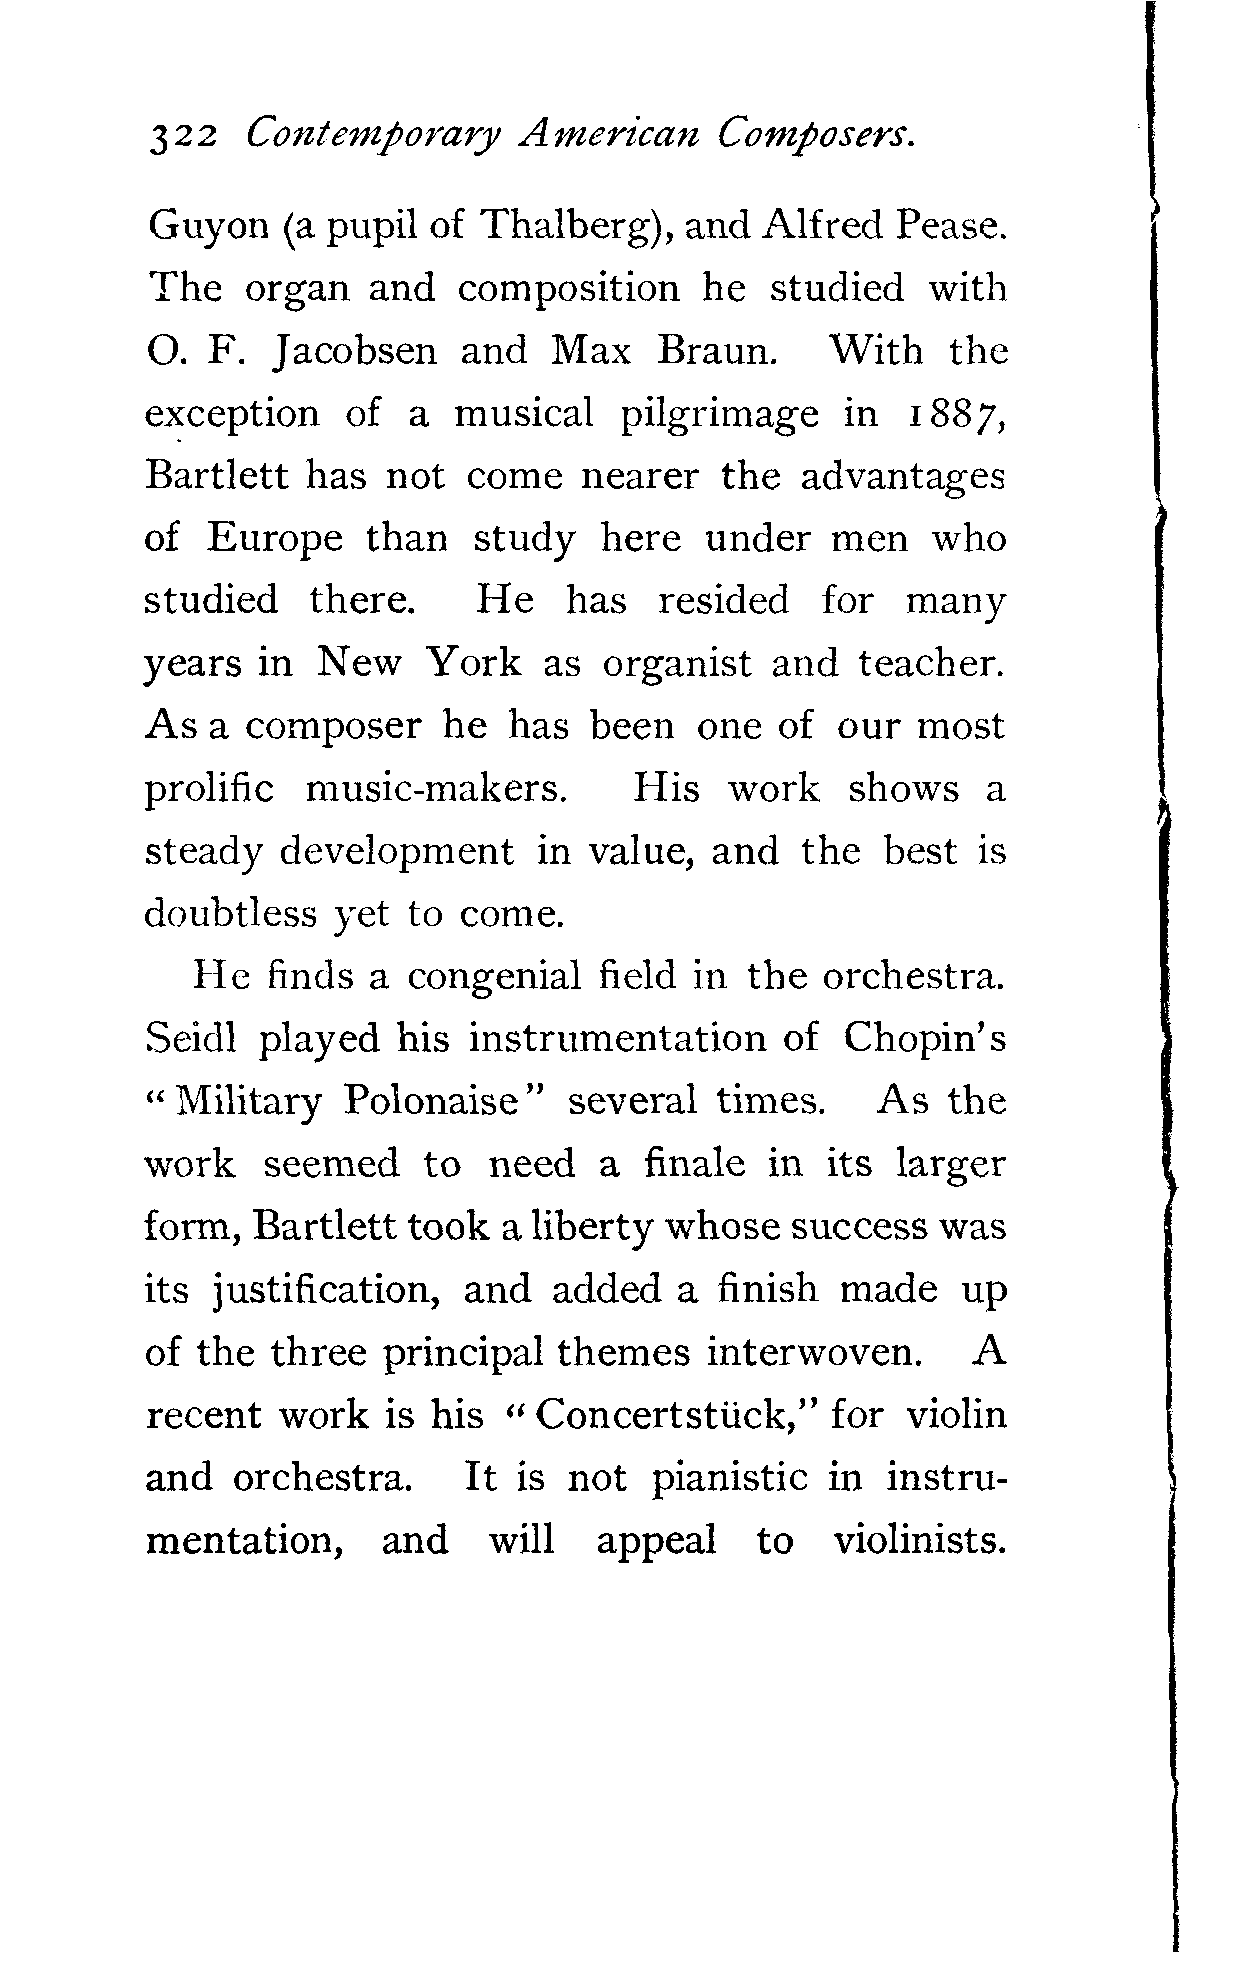 322 Contemporary American Composers.
Guyon (a pupil of Thalberg), and Alfred Pease.
The organ and composition he studied with
O. F. Jacobsen and Max Braun. With the
exception of a musical pilgrimage in 1887,
Bartlett has not come nearer the advantages
of Europe than study here under men who
studied there. He has resided for many
years in New York as organist and teacher.
As a composer he has been one of our most
prolific music-makers. His work shows a
steady development in value, and the best is
doubtless yet to come.
He finds a congenial field in the orchestra.
Seidl played his instrumentation of Chopin's
"Military Polonaise" several times. As the
work seemed to need a finale in its larger
form, Bartlett took a liberty whose success was
its justification, and added a finish made up
of the three principal themes interwoven. A
recent work is his "Concertstück," for violin
and orchestra. It is not pianistic in instru-
mentation, and will appeal to violinists.